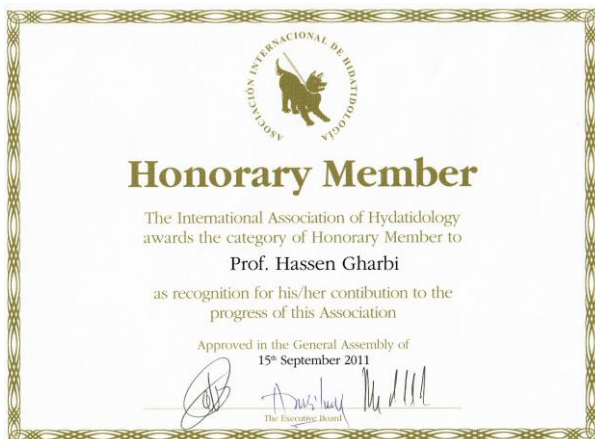 ASOCIACIÓN INTERNACIONAL DE HIDATIDOLOGÍA
Honorary Member
The International Association of Hydatidology
awards the category of Honorary Member to
Prof. Hassen Gharbi
as recognition for his/her contibution to the
progress of this Association
Approved in the General Assembly of
15th September 2011
The Executive Board